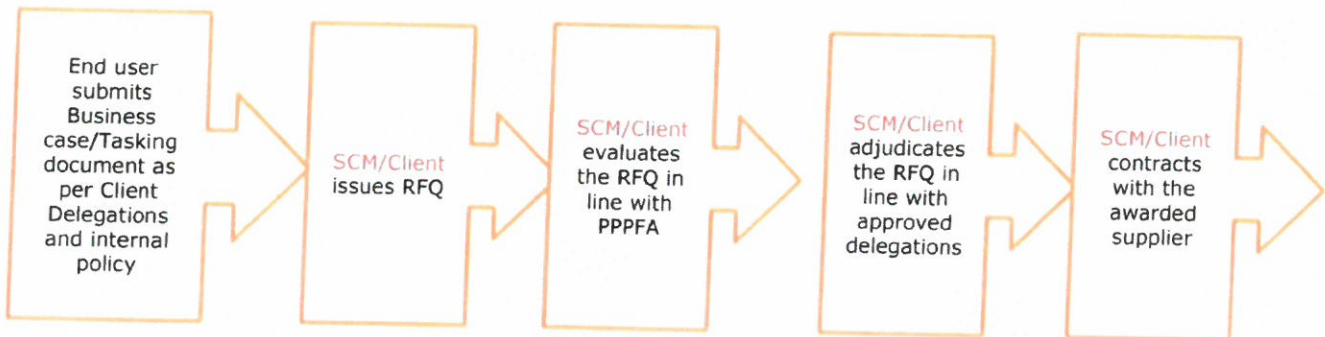 End user
submits
Business
case/Tasking
document as
per Client
Delegations
and internal
policy
SCM/Client
issues RFQ
SCM/Client
evaluates
the RFQ in
line with
PPPFA
SCM/Client
adjudicates
the RFQ in
line with
approved
delegations
SCM/Client
contracts
with the
awarded
supplier